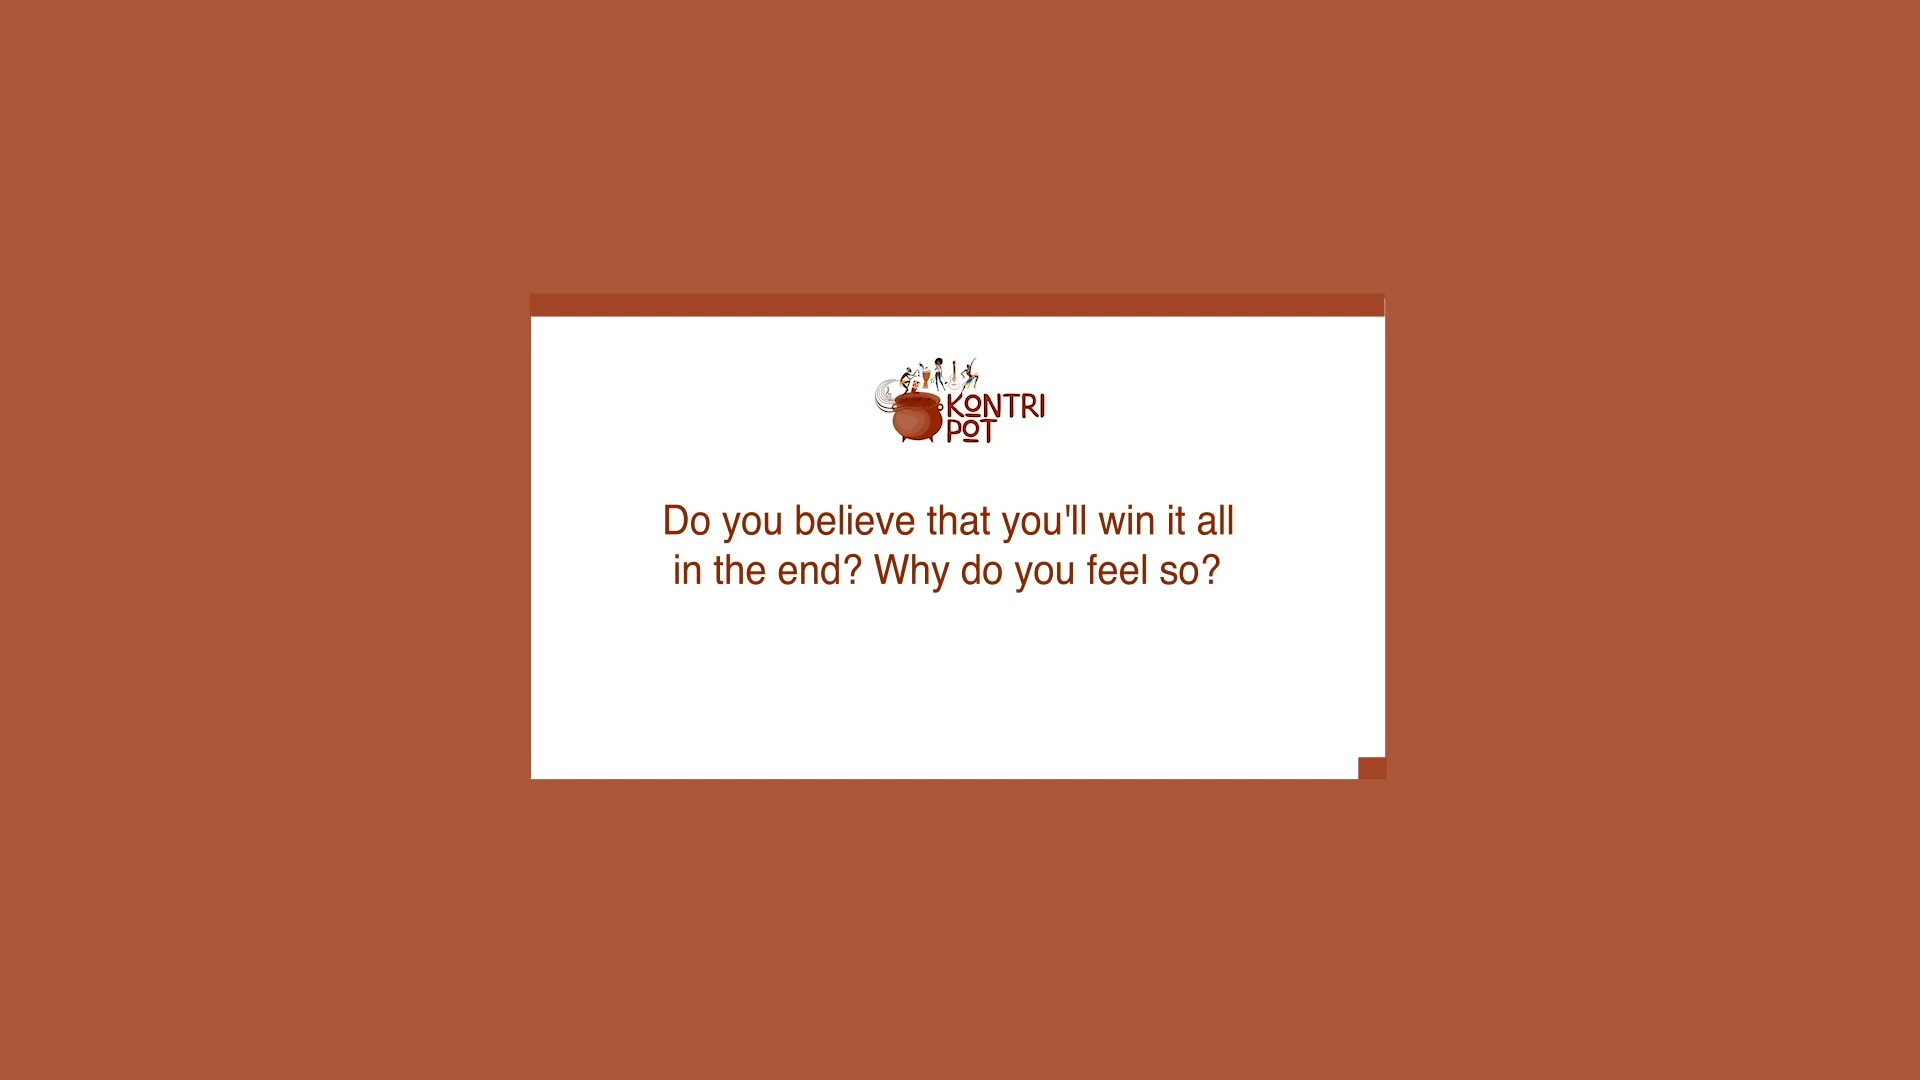 KONTRI
POT
Do you believe that you'll win it all
in the end? Why do you feel so?